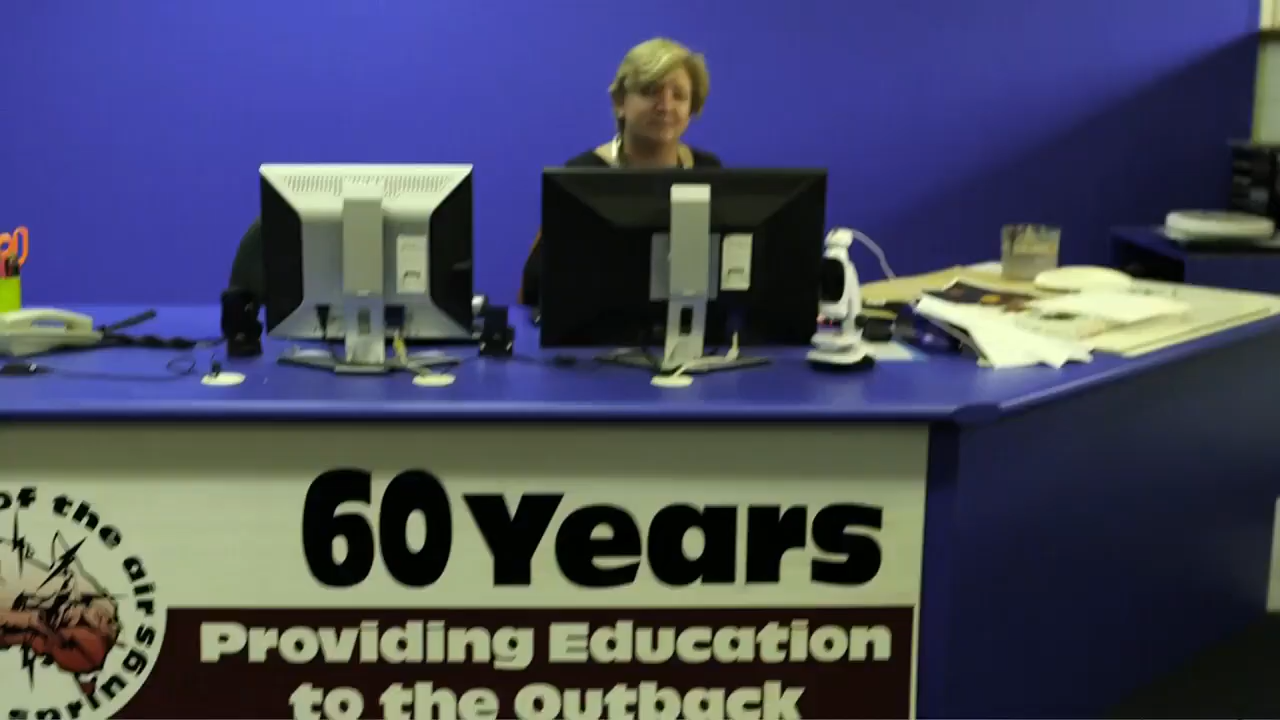 of the air
springs
60 Years
Providing Education
to the Outback